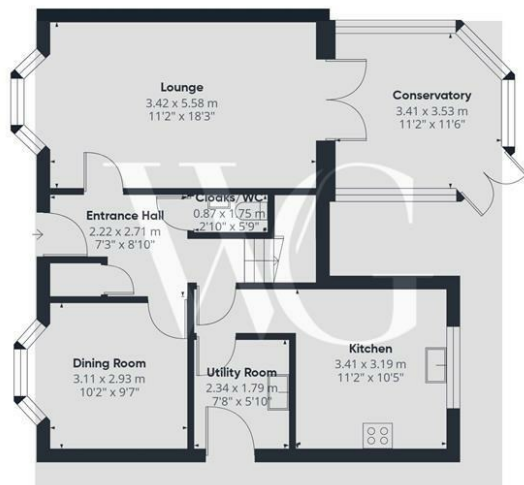 Lounge
3.42 x 5.58 m
11'2" x 18'3"
Conservatory
3.41 x 3.53 m
11'2" x 11'6"
Cloaks/WC
0.87 x 1.75 m
2'10" x 5'9"
Entrance Hall
2.22 x 2.71 m
7'3" x 8'10"
Dining Room
3.11 x 2.93 m
10'2" x 9'7"
Utility Room
2.34 x 1.79 m
7'8" x 5'10"
Kitchen
3.41 x 3.19 m
11'2" x 10'5"
WG